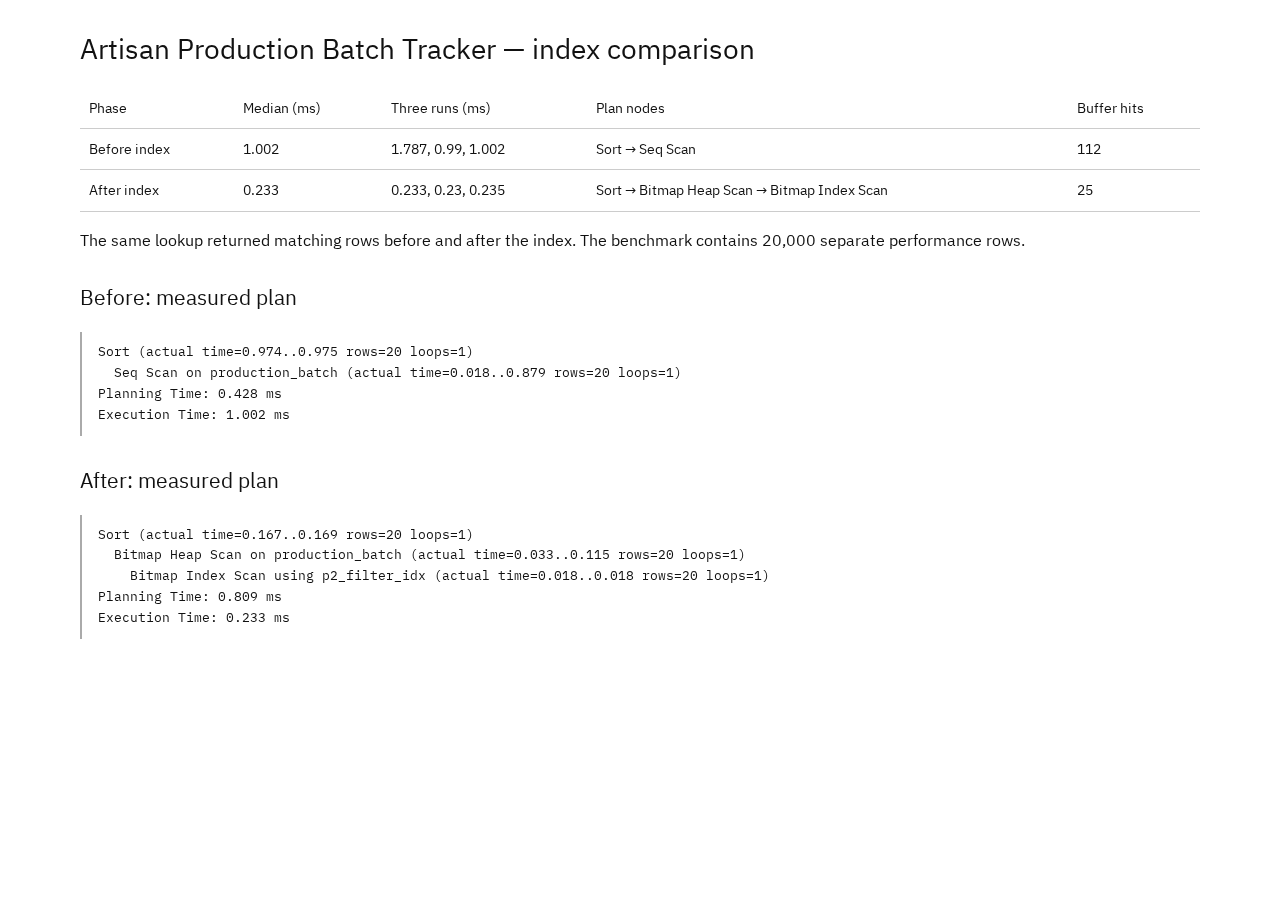 Artisan Production Batch Tracker — index comparison
Phase Median (ms) Three runs (ms) Plan nodes Buffer hits
Before index 1.002 1.787, 0.99, 1.002 Sort → Seq Scan 112
After index 0.233 0.233, 0.23, 0.235 Sort → Bitmap Heap Scan → Bitmap Index Scan 25
The same lookup returned matching rows before and after the index. The benchmark contains 20,000 separate performance rows.
Before: measured plan
Sort (actual time=0.974..0.975 rows=20 loops=1)
Seq Scan on production_batch (actual time=0.018..0.879 rows=20 loops=1)
Planning Time: 0.428 ms
Execution Time: 1.002 ms
After: measured plan
Sort (actual time=0.167..0.169 rows=20 loops=1)
Bitmap Heap Scan on production_batch (actual time=0.033..0.115 rows=20 loops=1)
Bitmap Index Scan using p2_filter_idx (actual time=0.018..0.018 rows=20 loops=1)
Planning Time: 0.809 ms
Execution Time: 0.233 ms